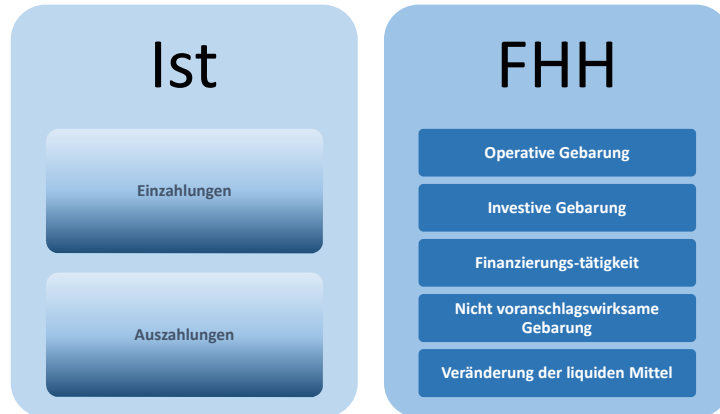 Ist
Einzahlungen
Auszahlungen
FHH
Operative Gebarung
Investive Gebarung
Finanzierungs-tätigkeit
Nicht voranschlagswirksame
Gebarung
Veränderung der liquiden Mittel